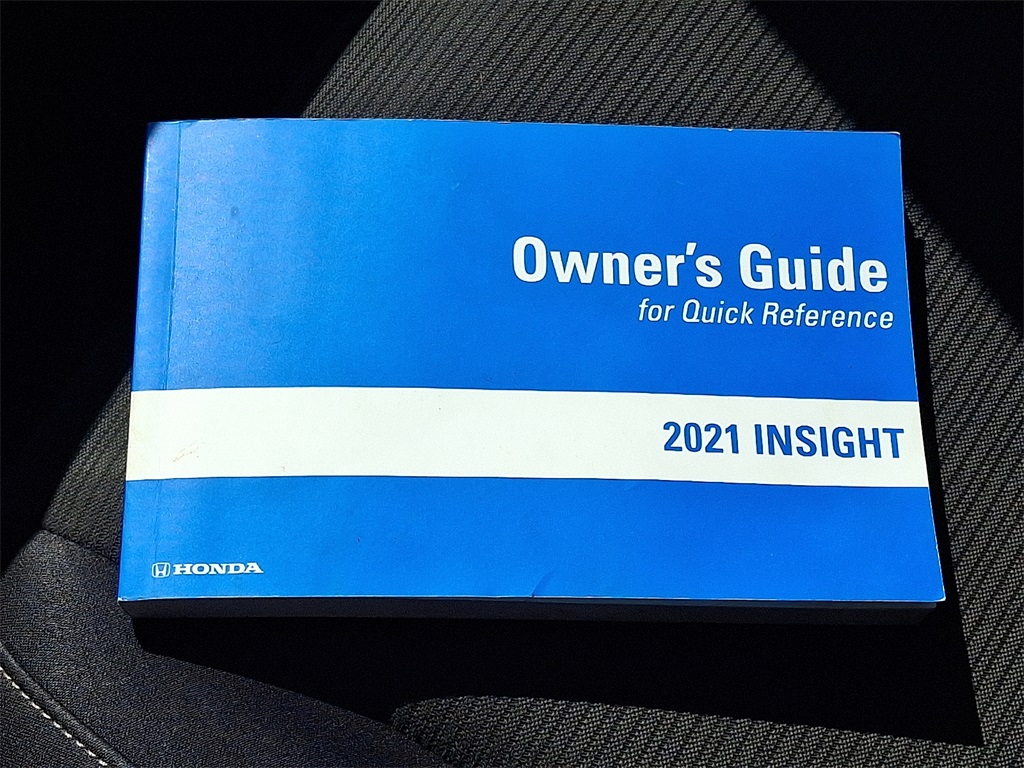 Owner's Guide
for Quick Reference
2021 INSIGHT
HONDA